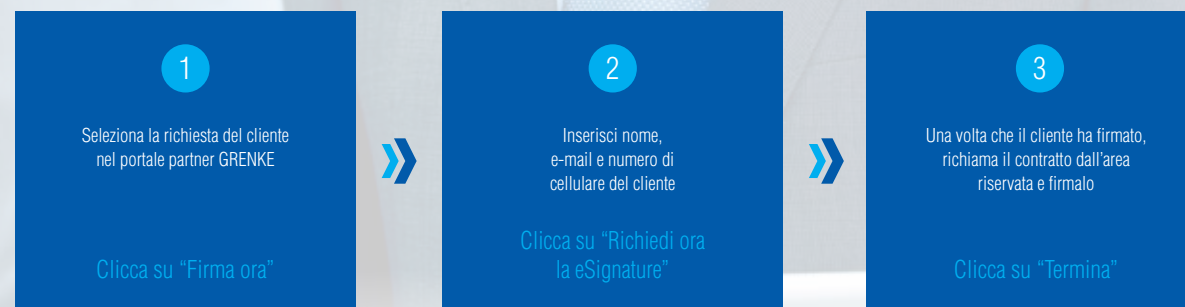 1
Seleziona la richiesta del cliente
nel portale partner GRENKE
Clicca su “Firma ora”
2
Inserisci nome,
e-mail e numero di
cellulare del cliente
Clicca su “Richiedi ora
la eSignature”
3
Una volta che il cliente ha firmato,
richiama il contratto dall’area
riservata e firmalo
Clicca su “Termina”